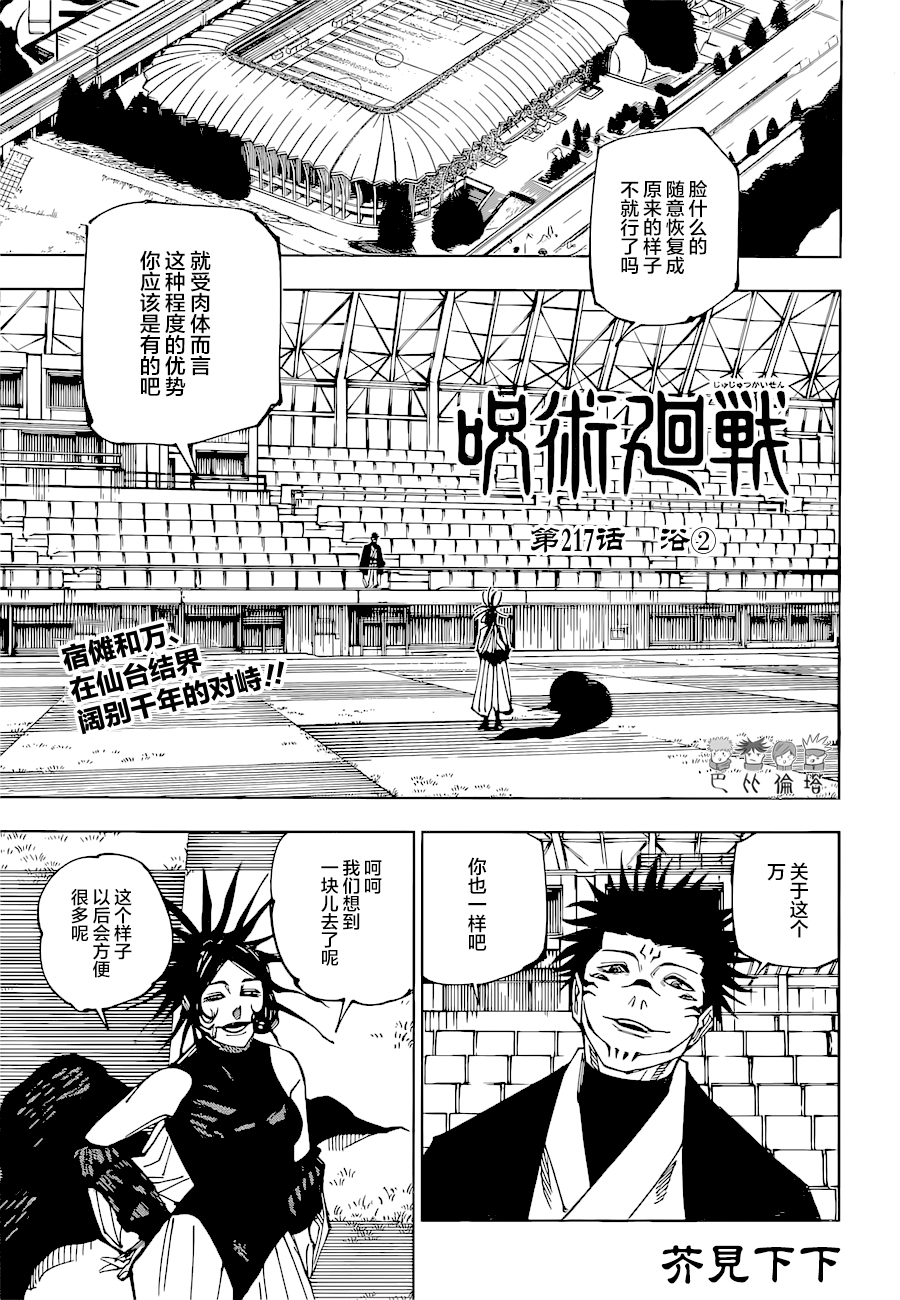 脸什么的
随意恢复成
原来的样子
不就行了吗
就受肉体而言
这种程度的优势
你应该是有的吧
じゅじゅつかいせん
呪術廻戦
第217话 浴②
宿傩和万、
在仙台结界
阔别千年的对峙!!
巴比倫塔
关于这个
万
你也一样吧
呵呵
我们想到
一块儿去了呢
这个样子
以后会方便
很多呢
芥見下下